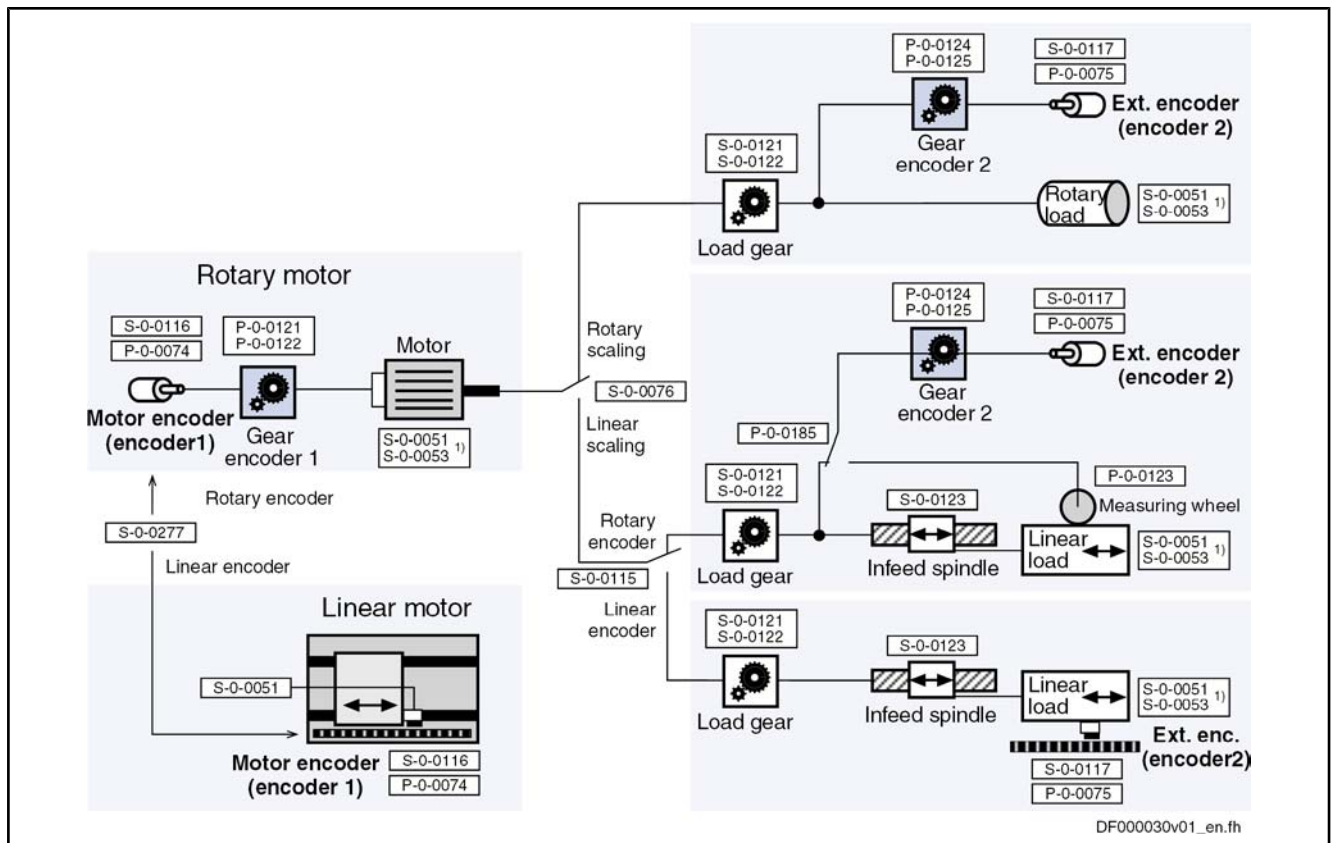 P-0-0124
P-0-0125
S-0-0117
P-0-0075
Ext. encoder
(encoder 2)
Gear
encoder 2
S-0-0121
S-0-0122
Load gear
Rotary
load
S-0-0051
S-0-0053 1)
Rotary motor
S-0-0116
P-0-0074
Motor encoder
(encoder1)
P-0-0121
P-0-0122
Gear
encoder 1
Motor
S-0-0051
S-0-0053 1)
Rotary
scaling
S-0-0076
Linear
scaling
P-0-0124
P-0-0125
Gear
encoder 2
S-0-0117
P-0-0075
Ext. encoder
(encoder 2)
P-0-0185
S-0-0121
S-0-0122
Load gear
S-0-0123
Infeed spindle
P-0-0123
Measuring wheel
Linear
load
S-0-0051
S-0-0053 1)
Rotary encoder
S-0-0277
Linear encoder
Rotary
encoder
S-0-0115
Linear
encoder
Linear motor
S-0-0051
Motor encoder
(encoder 1)
S-0-0116
P-0-0074
S-0-0121
S-0-0122
Load gear
S-0-0123
Infeed spindle
Linear
load
S-0-0051
S-0-0053 1)
Ext. enc.
(encoder2)
S-0-0117
P-0-0075
DF000030v01_en.fh